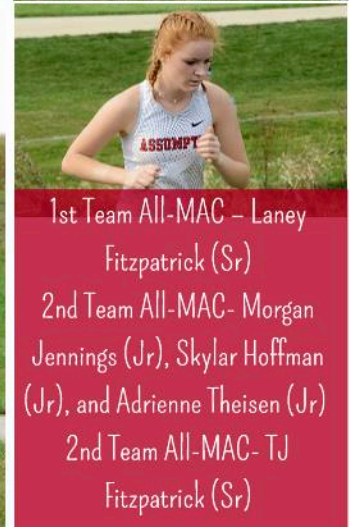 ASSUMPT
1st Team All-MAC – Laney
Fitzpatrick (Sr)
2nd Team All-MAC- Morgan
Jennings (Jr), Skylar Hoffman
(Jr), and Adrienne Theisen (Jr)
2nd Team All-MAC- TJ
Fitzpatrick (Sr)